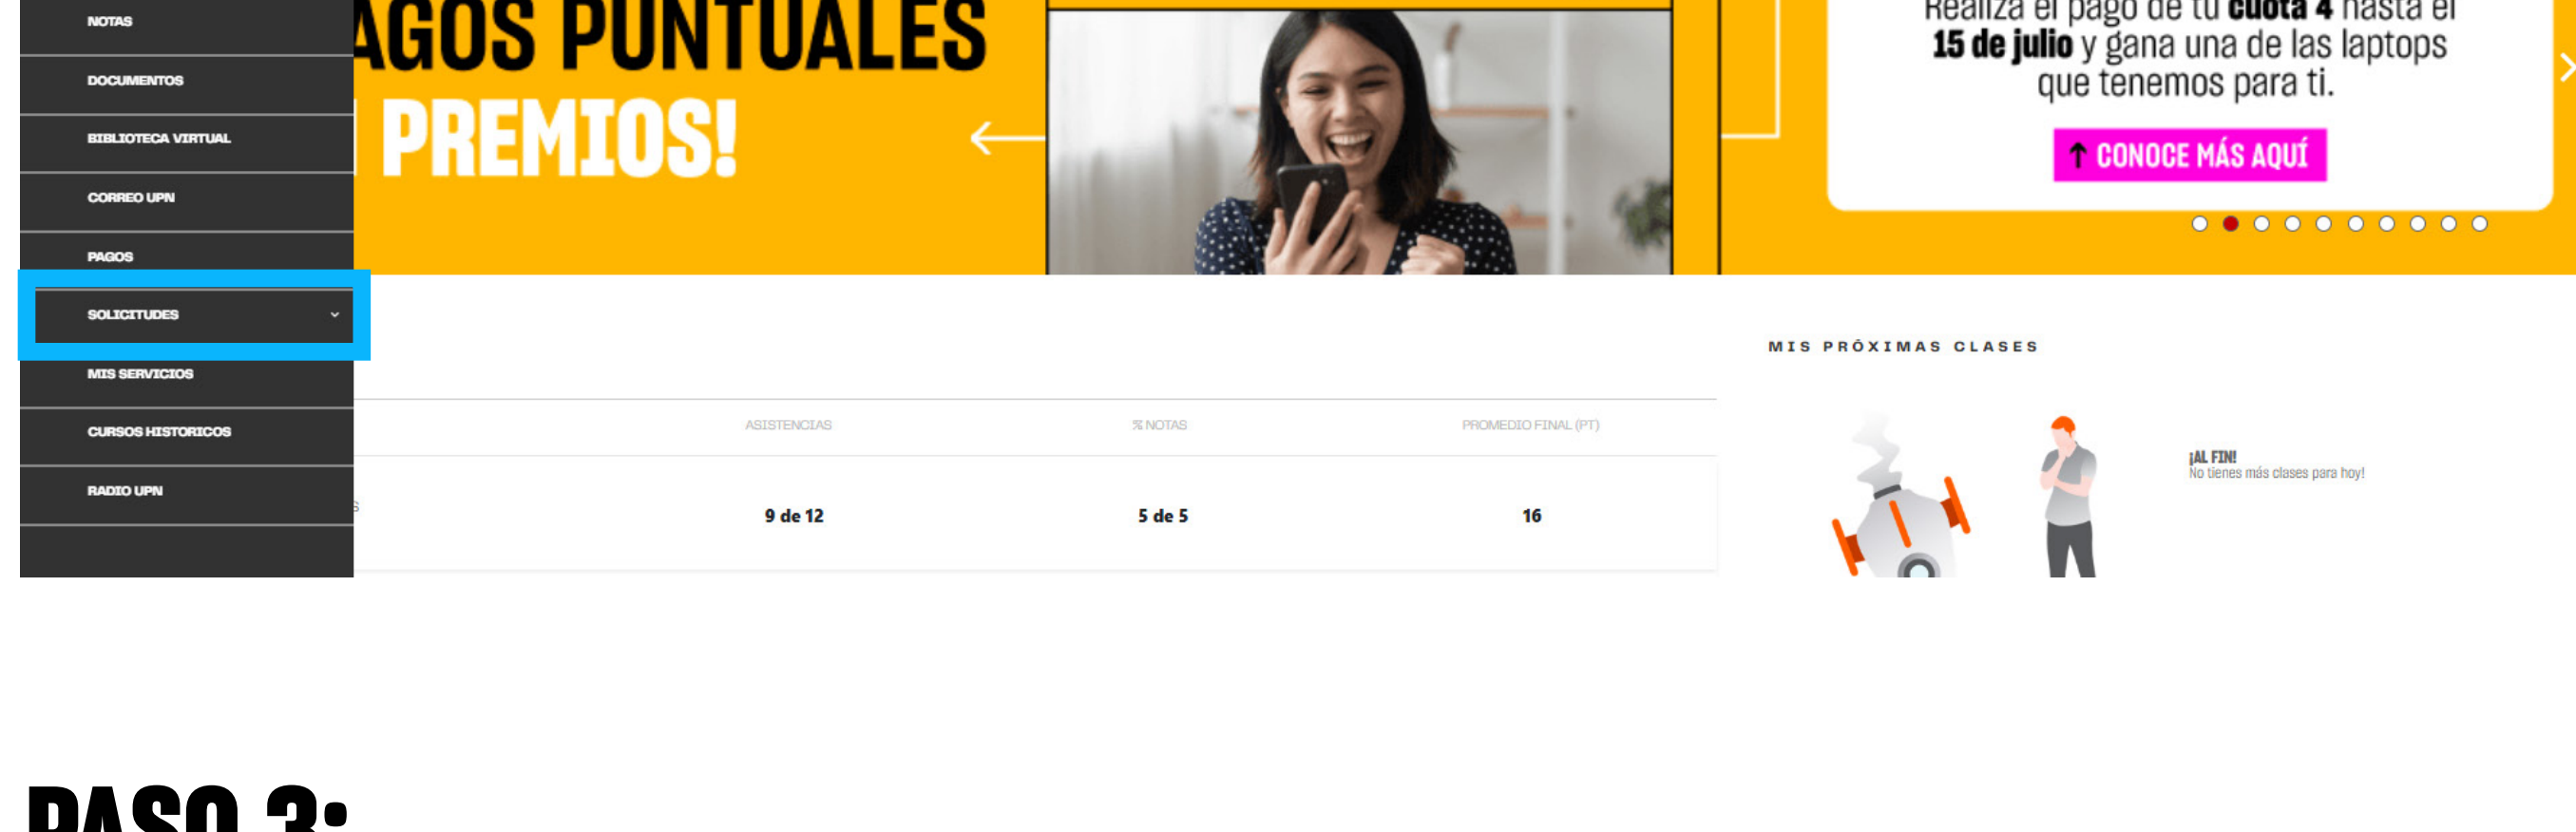 NOTAS
DOCUMENTOS
BIBLIOTECA VIRTUAL
CORREO UPN
PAGOS
SOLICITUDES
MIS SERVICIOS
CURSOS HISTORICOS
RADIO UPN
AGOS PUNTUALES
PREMIOS!
Realiza el pago de tu cuota 4 hasta el
15 de julio y gana una de las laptops
que tenemos para ti.
↑ CONOCE MÁS AQUÍ
MIS PRÓXIMAS CLASES
ASISTENCIAS % NOTAS PROMEDIO FINAL (PT)
S 9 de 12 5 de 5 16
¡AL FIN!
No tienes más clases para hoy!
PASO 3: